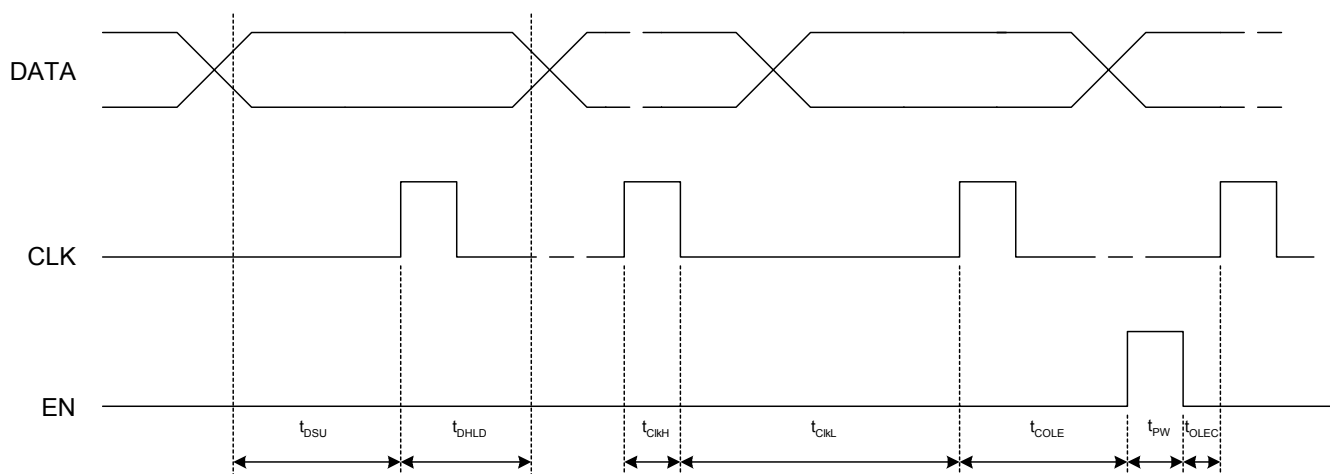 DATA
CLK
EN
tDSU tDHLD tClkH tClkL tCOLE tPW tOLEC